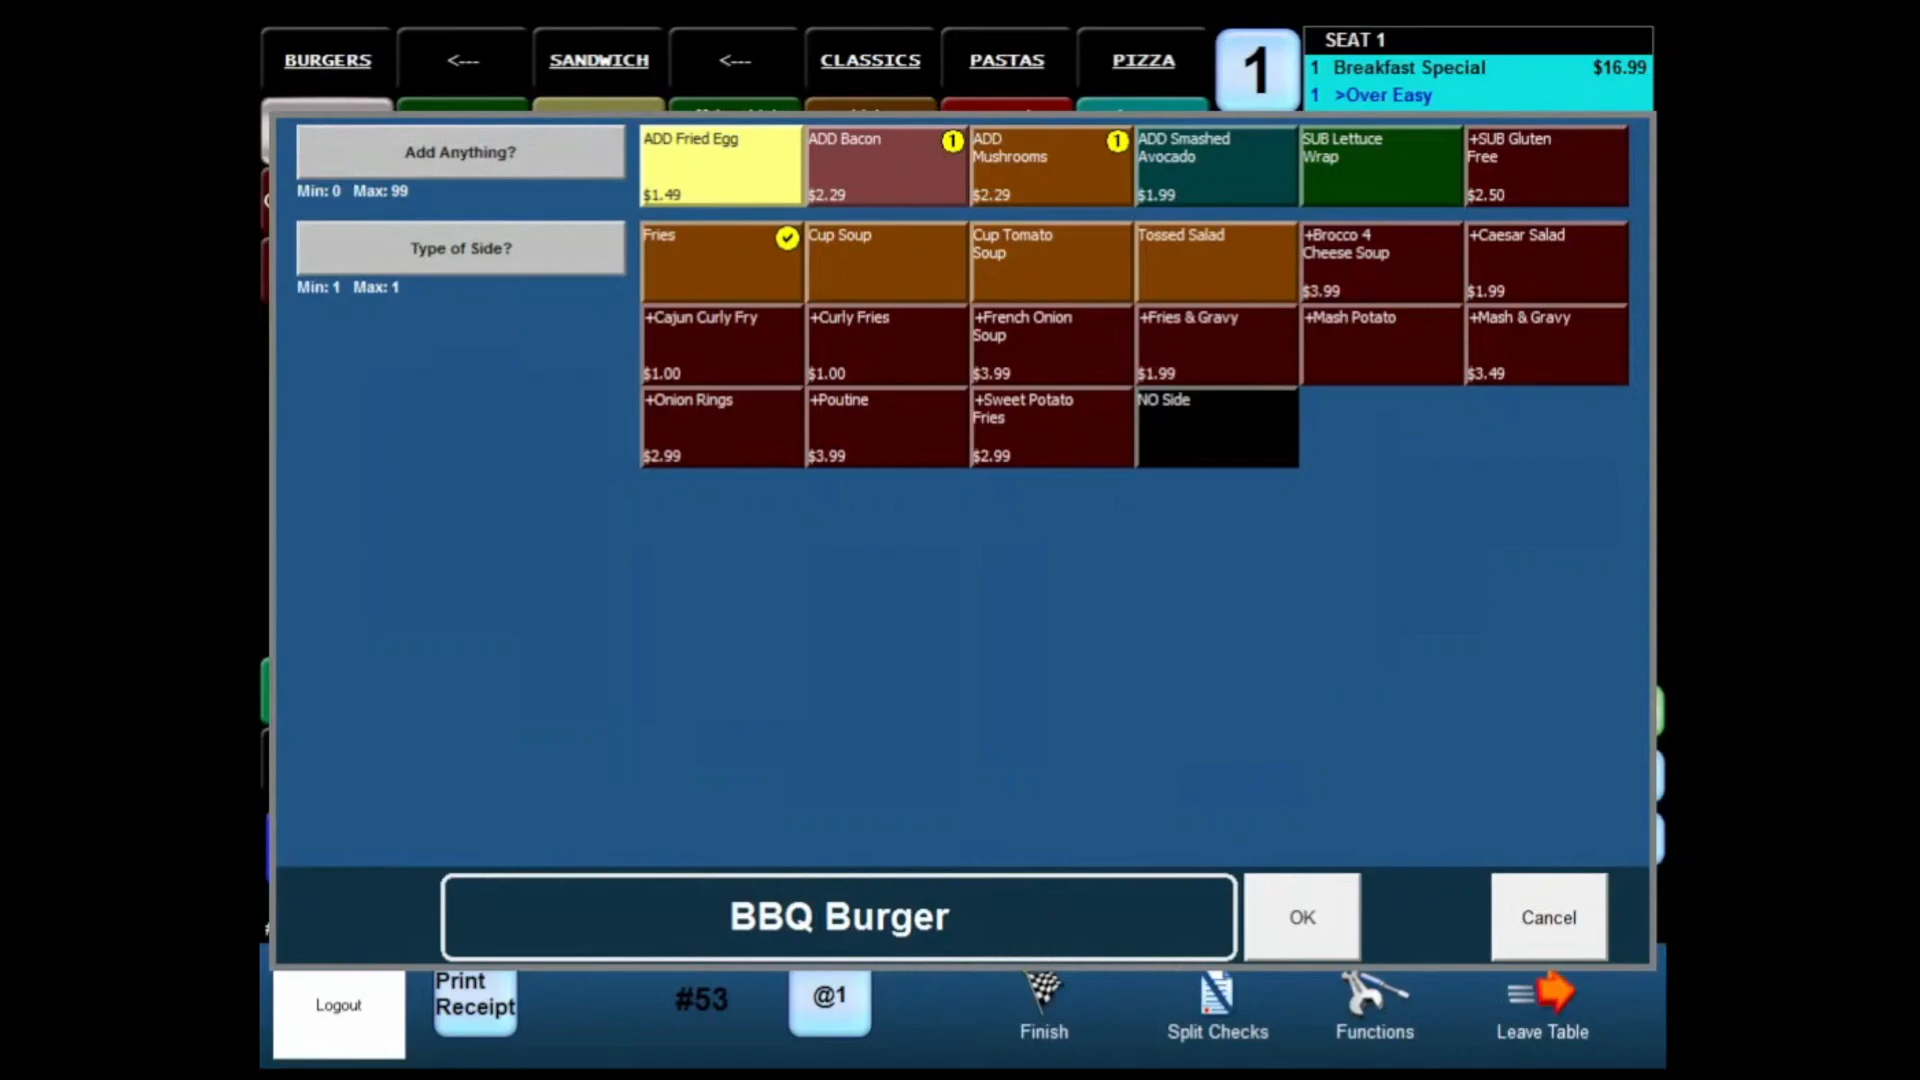 BURGERS
<---
SANDWICH
<---
CLASSICS
PASTAS
PIZZA
1
SEAT 1
1 Breakfast Special $16.99
1 >Over Easy
Add Anything?
Min: 0 Max: 99
ADD Fried Egg
$1.49
ADD Bacon
1
$2.29
ADD
Mushrooms
1
$2.29
ADD Smashed
Avocado
$1.99
SUB Lettuce
Wrap
+SUB Gluten
Free
$2.50
Type of Side?
Min: 1 Max: 1
Fries
Cup Soup
Cup Tomato
Soup
Tossed Salad
+Brocco 4
Cheese Soup
$3.99
+Caesar Salad
$1.99
+Cajun Curly Fry
$1.00
+Curly Fries
$1.00
+French Onion
Soup
$3.99
+Fries & Gravy
$1.99
+Mash Potato
+Mash & Gravy
$3.49
+Onion Rings
$2.99
+Poutine
$3.99
+Sweet Potato
Fries
$2.99
NO Side
BBQ Burger
OK
Cancel
Logout
Print
Receipt
#53
@1
Finish
Split Checks
Functions
Leave Table